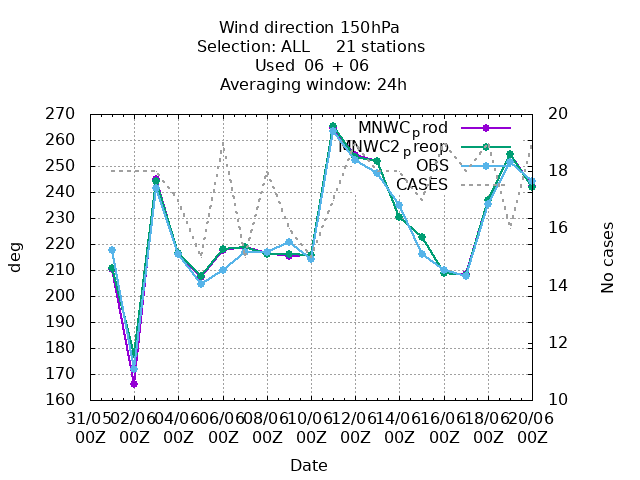 Wind direction 150hPa
Selection: ALL 21 stations
Used 06 + 06
Averaging window: 24h
270
260
250
240
230
220
210
200
190
180
170
160
deg
20
18
16
14
12
10
No cases
MNWCprod
MNWC2preop
OBS
CASES
31/05 02/06 04/06 06/06 08/06 10/06 12/06 14/06 16/06 18/06 20/06
00Z 00Z 00Z 00Z 00Z 00Z 00Z 00Z 00Z 00Z 00Z
Date